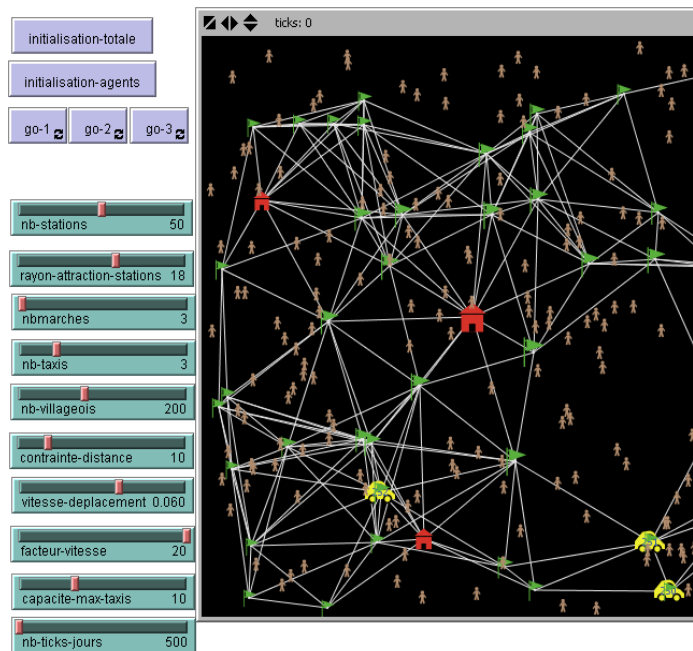 ticks: 0
initialisation-totale
initialisation-agents
go-1 go-2 go-3
nb-stations 50
rayon-attraction-stations 18
nbmarches 3
nb-taxis 3
nb-villageois 200
contrainte-distance 10
vitesse-deplacement 0.060
facteur-vitesse 20
capacite-max-taxis 10
nb-ticks-jours 500